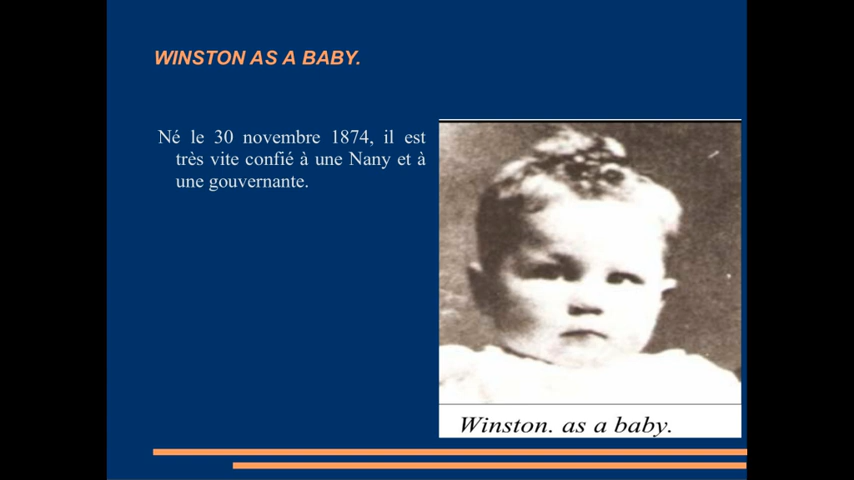 WINSTON AS A BABY.
Né le 30 novembre 1874, il est
très vite confié à une Nany et à
une gouvernante.
Winston. as a baby.